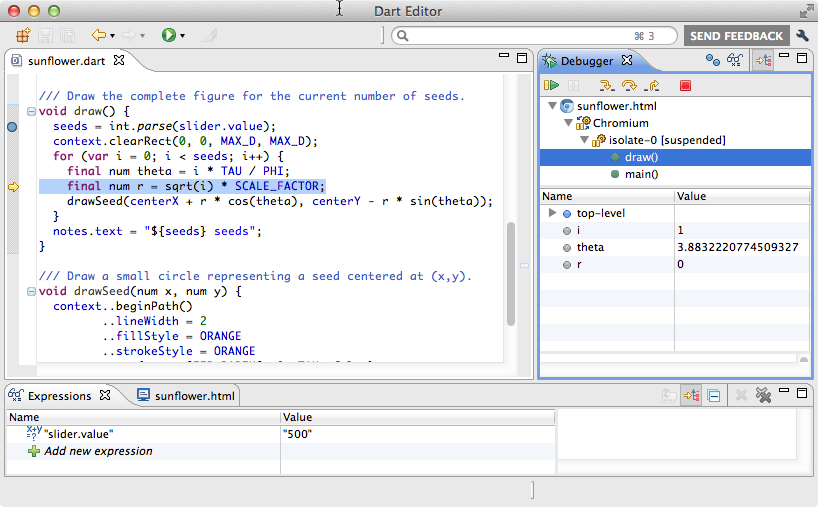 Dart Editor
⌘ 3
SEND FEEDBACK
sunflower.dart
/// Draw the complete figure for the current number of seeds.
void draw() {
seeds = int.parse(slider.value);
context.clearRect(0, 0, MAX_D, MAX_D);
for (var i = 0; i < seeds; i++) {
final num theta = i * TAU / PHI;
final num r = sqrt(i) * SCALE_FACTOR;
drawSeed(centerX + r * cos(theta), centerY - r * sin(theta));
}
notes.text = "${seeds} seeds";
}
/// Draw a small circle representing a seed centered at (x,y).
void drawSeed(num x, num y) {
context..beginPath()
..lineWidth = 2
..fillStyle = ORANGE
..strokeStyle = ORANGE
Debugger
sunflower.html
Chromium
isolate-0 [suspended]
draw()
main()
Name Value
top-level
i 1
theta 3.8832220774509327
r 0
Expressions sunflower.html
Name Value
x+y=? "slider.value" "500"
Add new expression